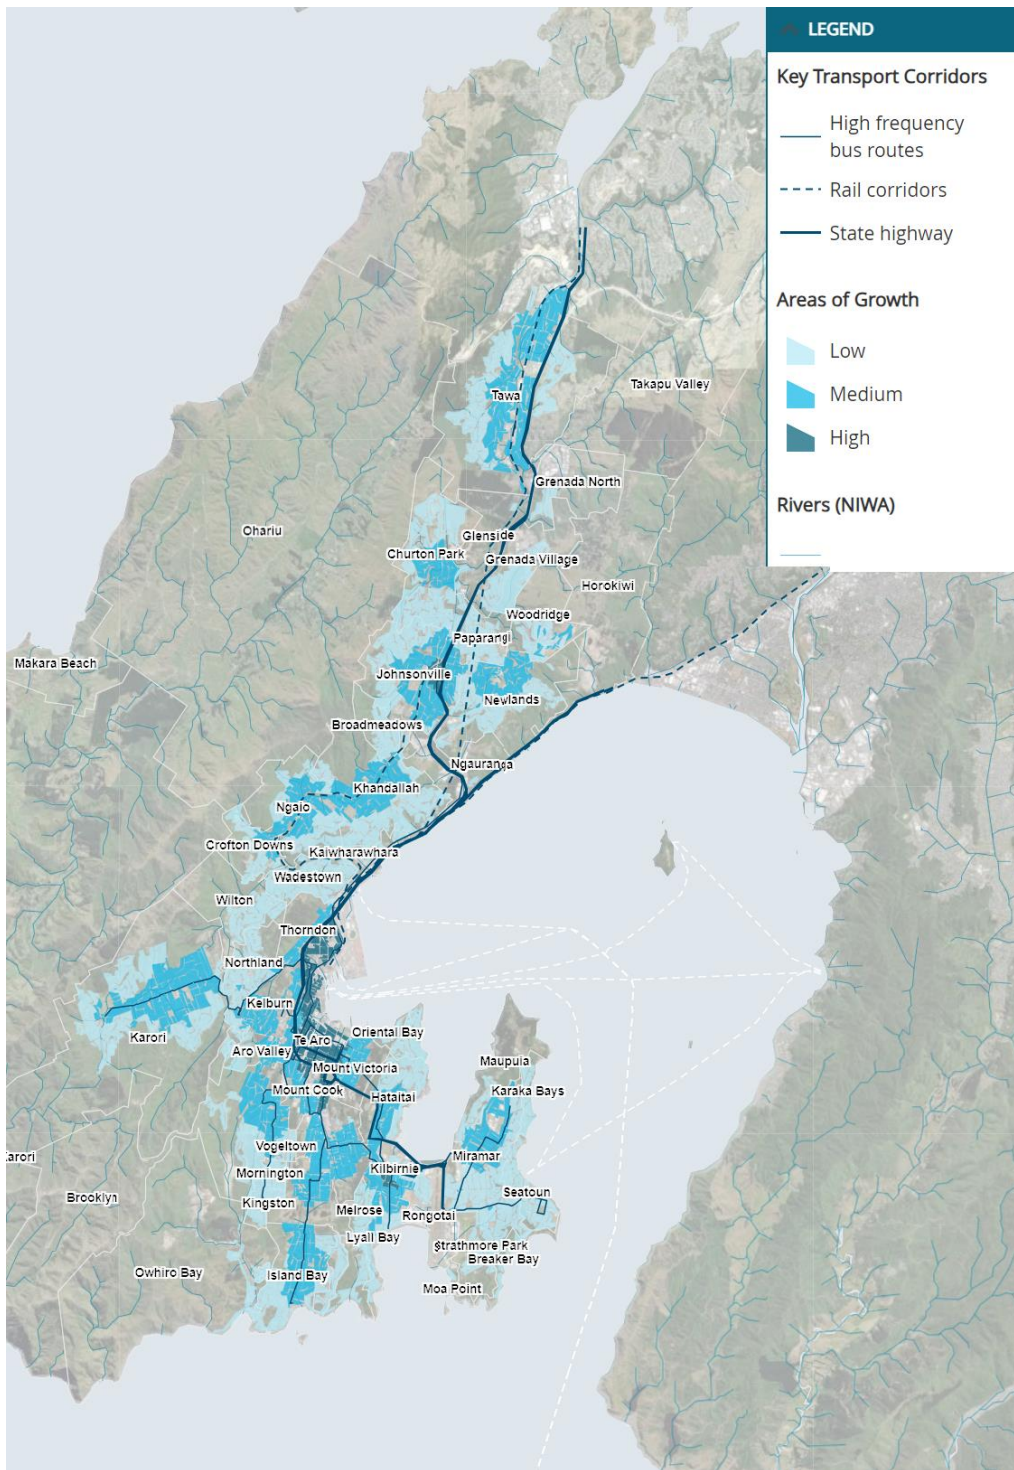 LEGEND
Key Transport Corridors
High frequency
bus routes
Rail corridors
State highway
Areas of Growth
Low
Medium
High
Rivers (NIWA)
Takapu Valley
Tawa
Grenada North
Ohariu
Glenside
Churton Park
Grenada Village
Horokiwi
Woodridge
Paparangi
Makara Beach
Johnsonville
Newlands
Broadmeadows
Ngauranga
Khandallah
Ngaio
Crofton Downs
Kaiwharawhara
Wadestown
Wilton
Thorndon
Northland
Kelburn
Karori
Te Aro
Oriental Bay
Aro Valley
Mount Victoria
Maupuia
Mount Cook
Hataitai
Karaka Bays
Vogeltown
Miramar
arori
Mornington
Kilbirnie
Brooklyn
Kingston
Melrose
Rongotai
Seatoun
Lyall Bay
Strathmore Park
Breaker Bay
Owhiro Bay
Island Bay
Moa Point